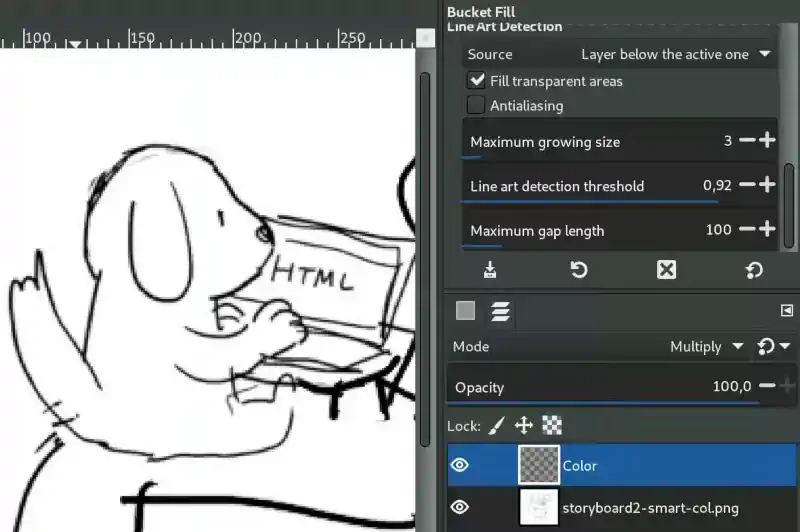 Bucket Fill
Line Art Detection
Source Layer below the active one
Fill transparent areas
Antialiasing
Maximum growing size 3
Line art detection threshold 0,92
Maximum gap length 100
Mode Multiply
Opacity 100,0
Lock:
Color
storyboard2-smart-col.png
100 150 200 250
HTML